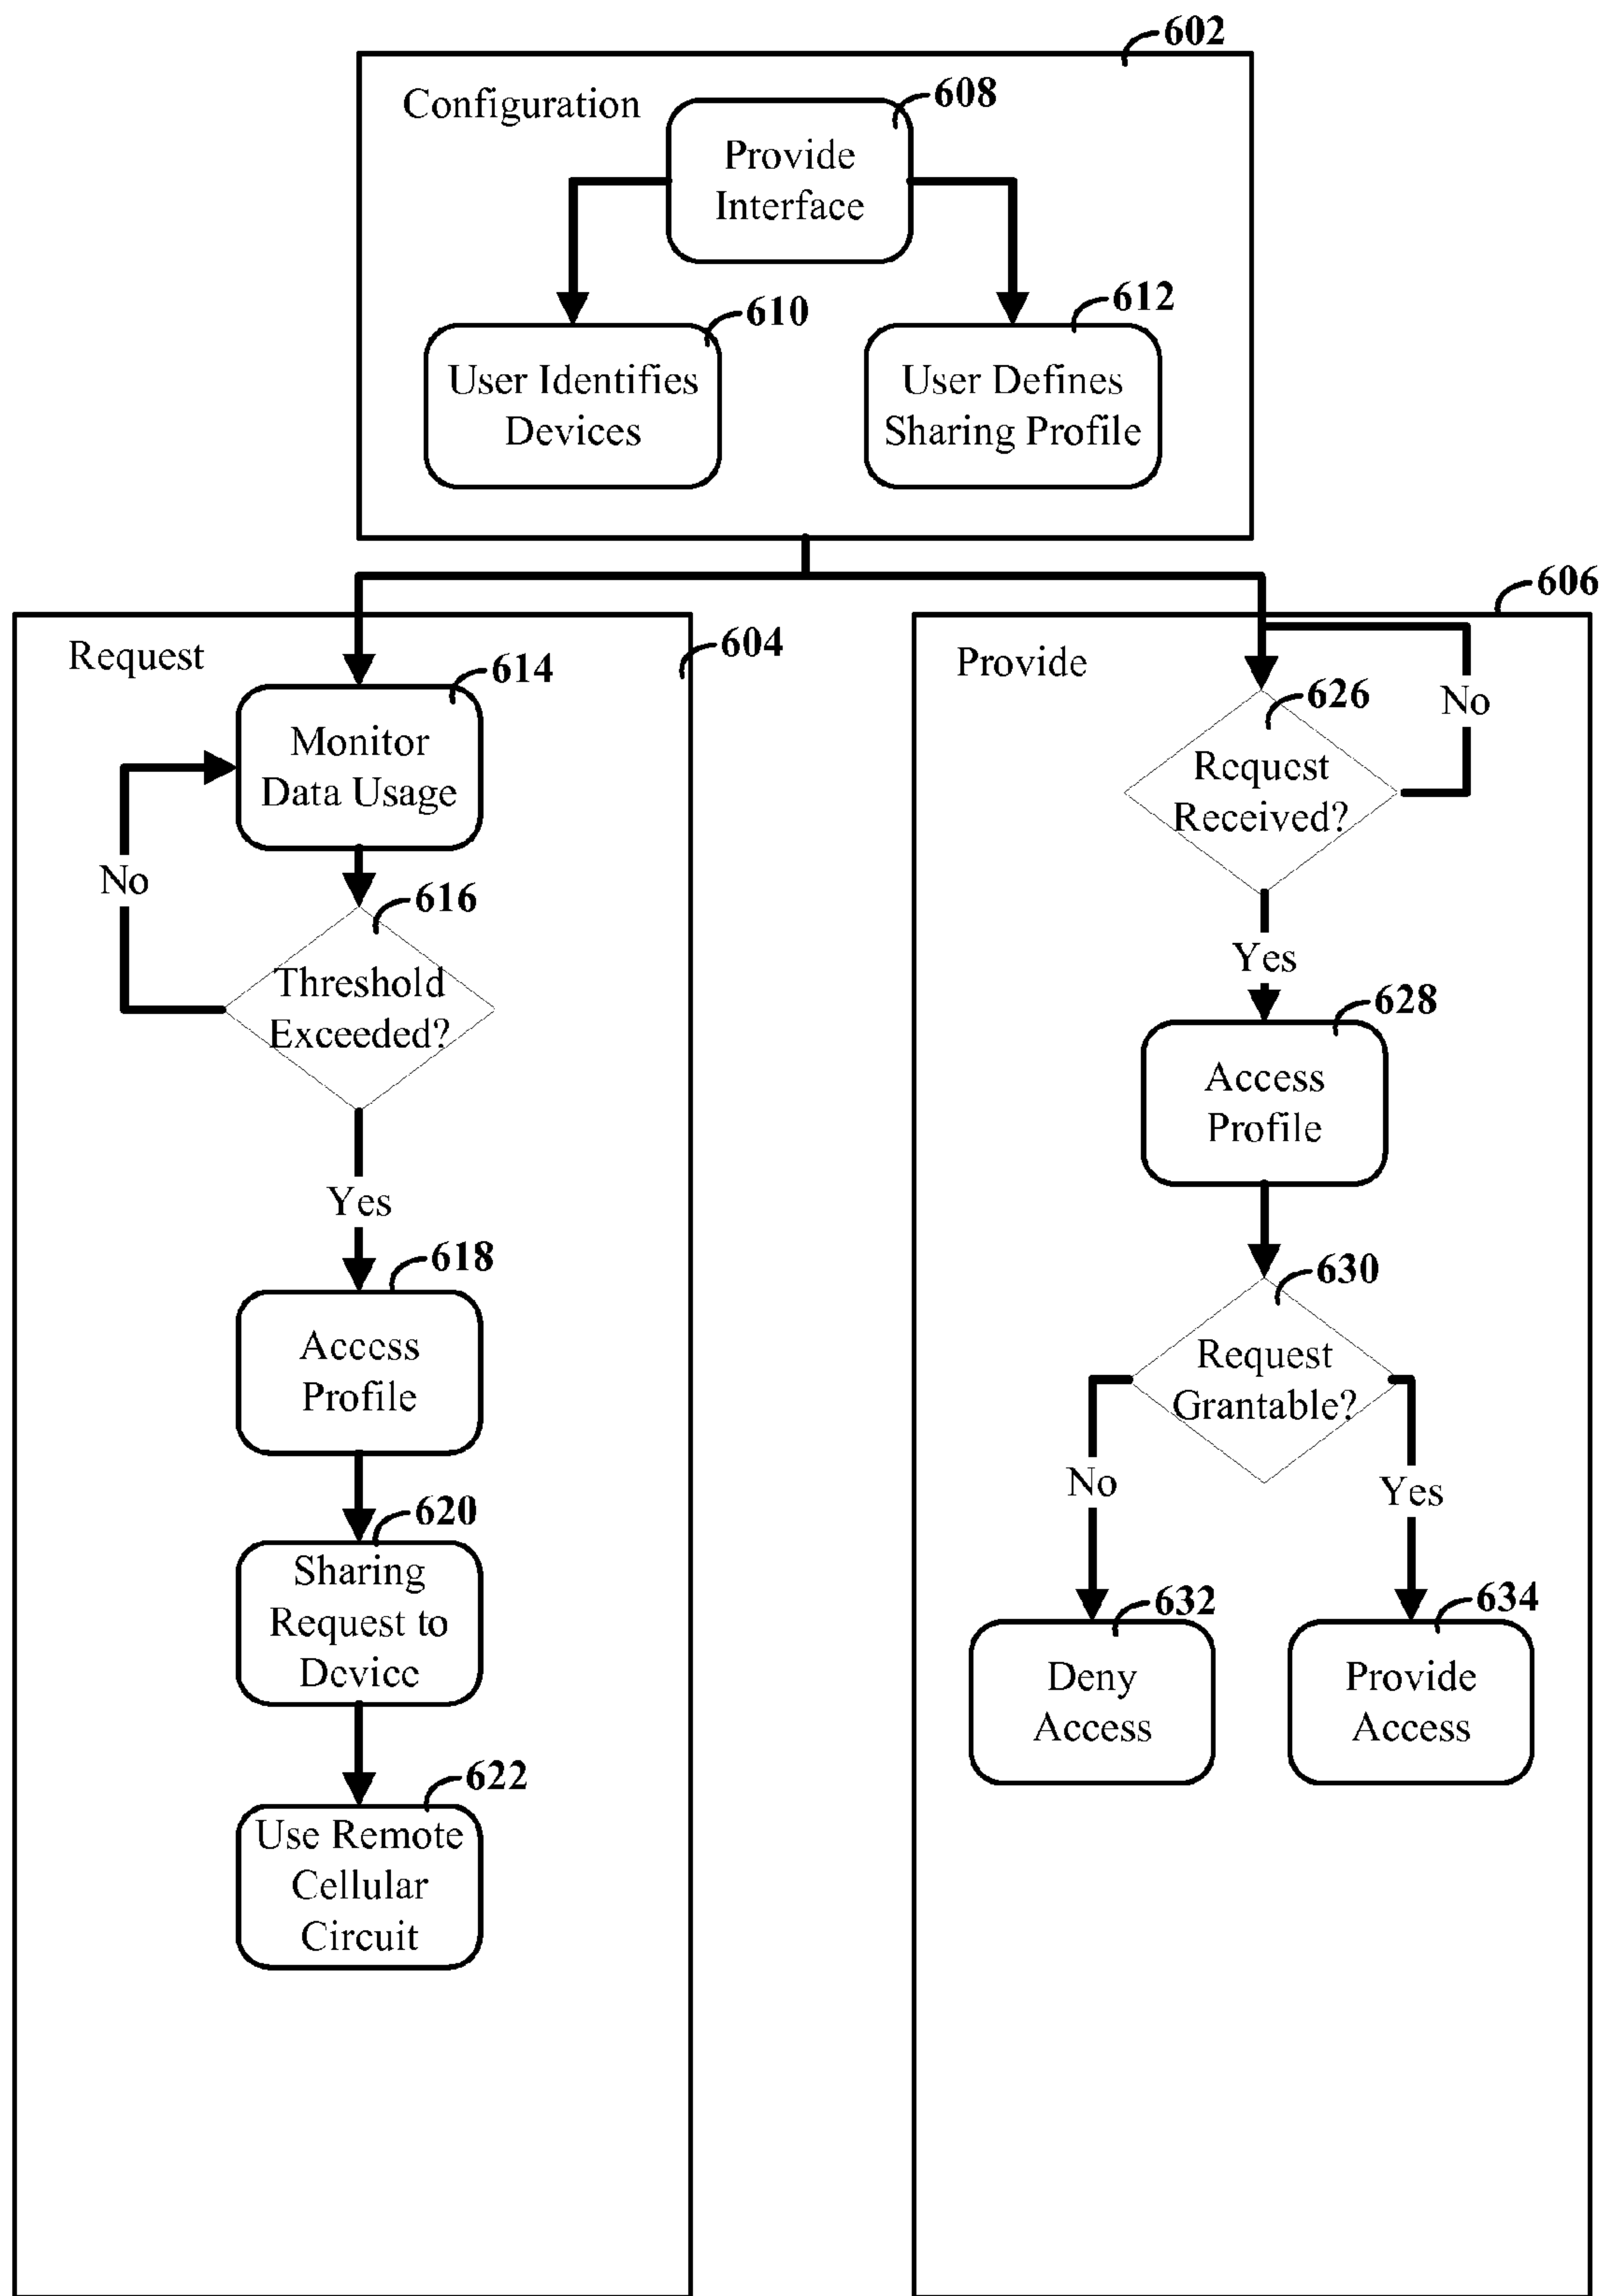 602
Configuration
608
Provide
Interface
610
User Identifies
Devices
612
User Defines
Sharing Profile
604
Request
614
Monitor
Data Usage
No
616
Threshold
Exceeded?
Yes
618
Access
Profile
620
Sharing
Request to
Device
622
Use Remote
Cellular
Circuit
606
Provide
626
No
Request
Received?
Yes
628
Access
Profile
630
Request
Grantable?
No
Yes
632
Deny
Access
634
Provide
Access